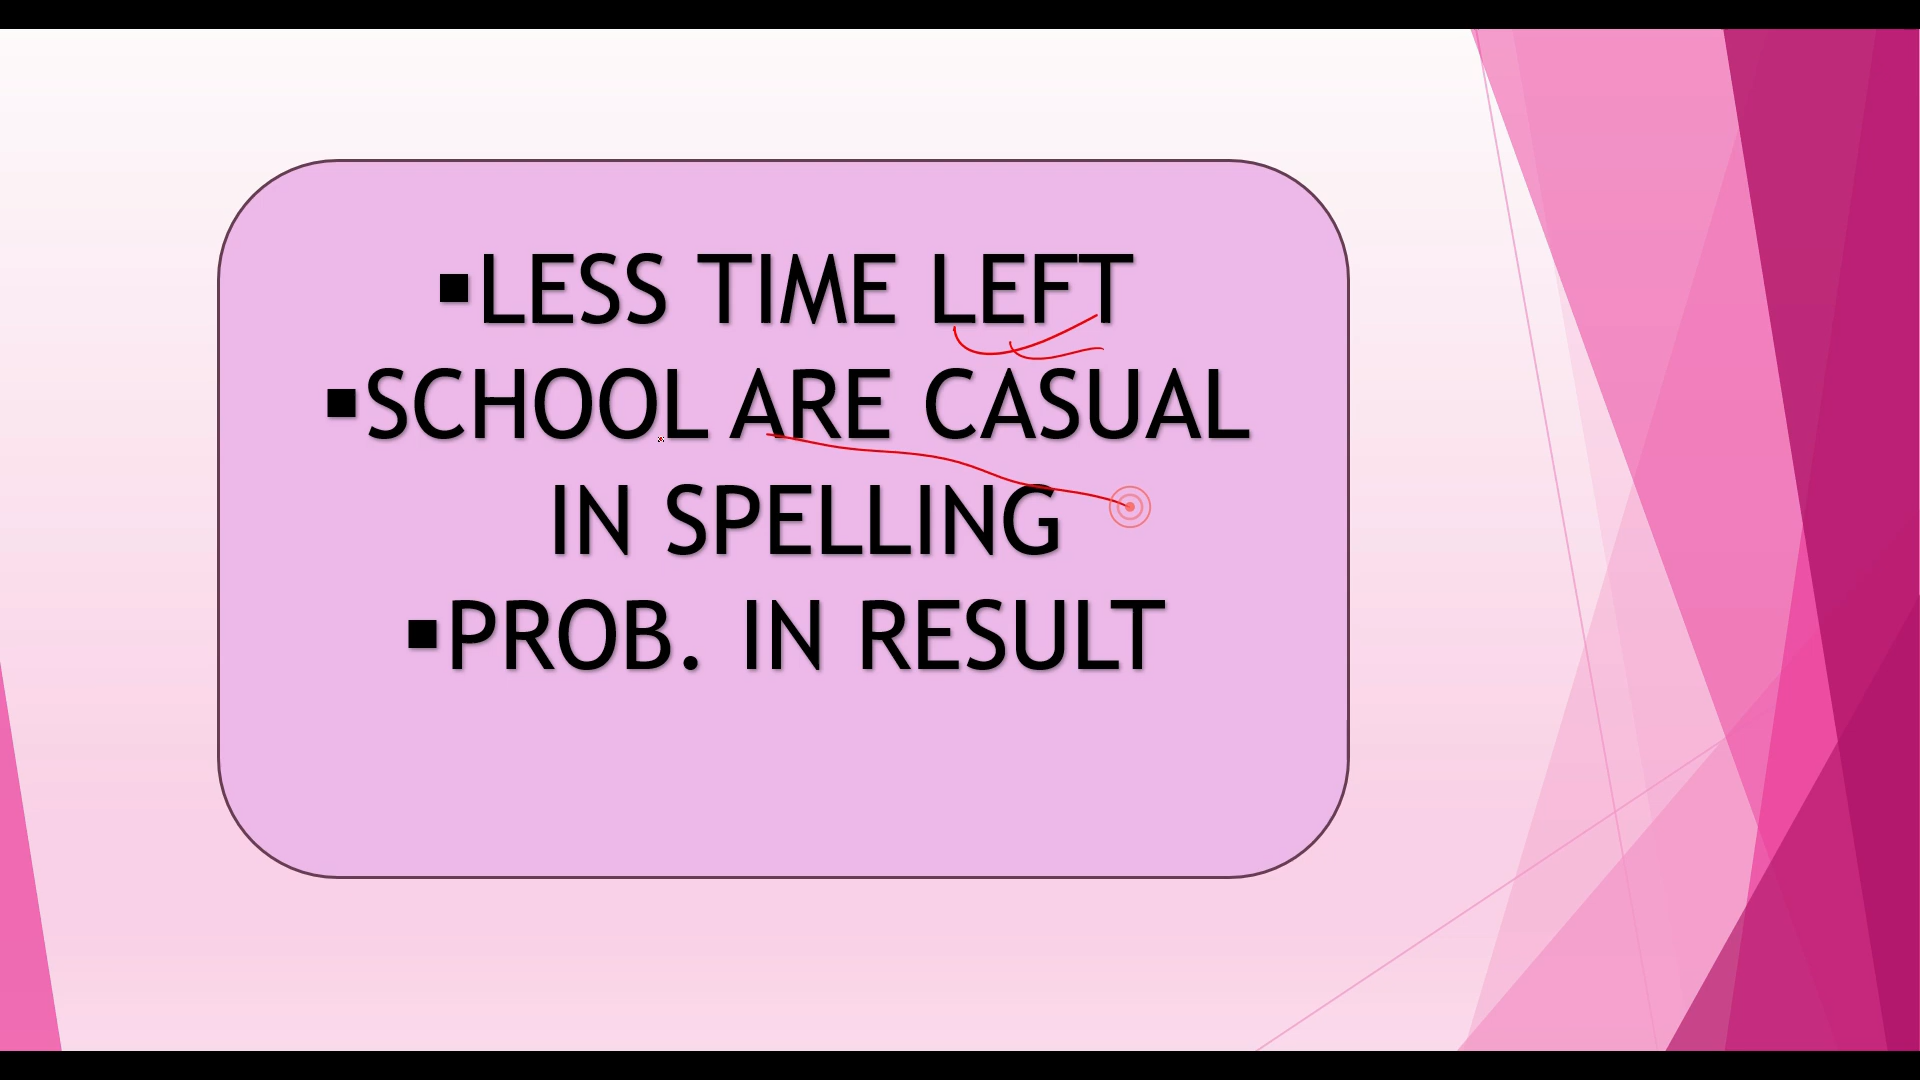 ▪LESS TIME LEFT
▪SCHOOL ARE CASUAL
IN SPELLING
▪PROB. IN RESULT